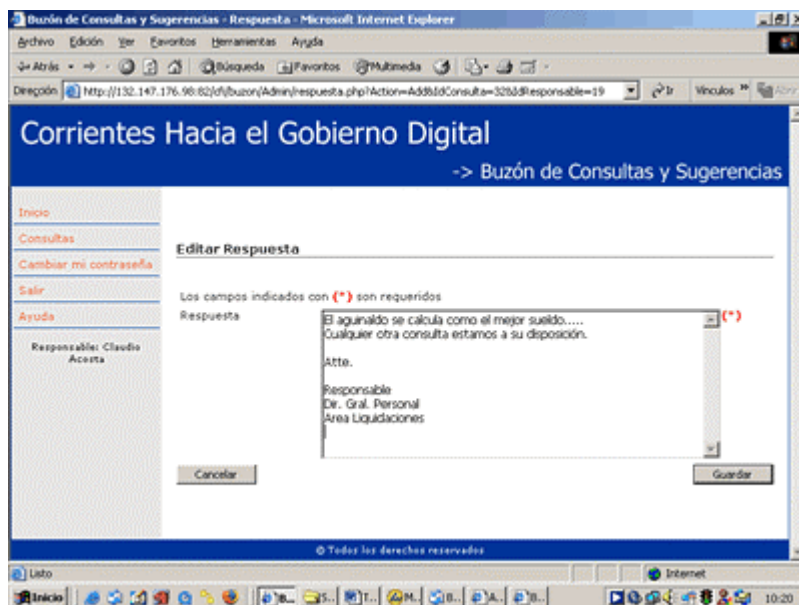 Buzón de Consultas y Sugerencias - Respuesta - Microsoft Internet Explorer
Archivo Edición Ver Favoritos Herramientas Ayuda
Atrás Búsqueda Favoritos Multimedia
Dirección http://132.147.176.98:82/cf/buzon/Admin/respuesta.php?Action=Add&IdConsulta=32&IdResponsable=19 Ir Vínculos
Corrientes Hacia el Gobierno Digital
-> Buzón de Consultas y Sugerencias
Inicio
Consultas
Cambiar mi contraseña
Salir
Ayuda
Responsable: Claudio
Acosta
Editar Respuesta
Los campos indicados con (*) son requeridos
Respuesta
El aguinaldo se calcula como el mejor sueldo..... (*)
Cualquier otra consulta estamos a su disposición.
Atte.
Responsable
Dir. Gral. Personal
Area Liquidaciones
Cancelar Guardar
© Todos los derechos reservados
Listo Internet
Inicio 10:20